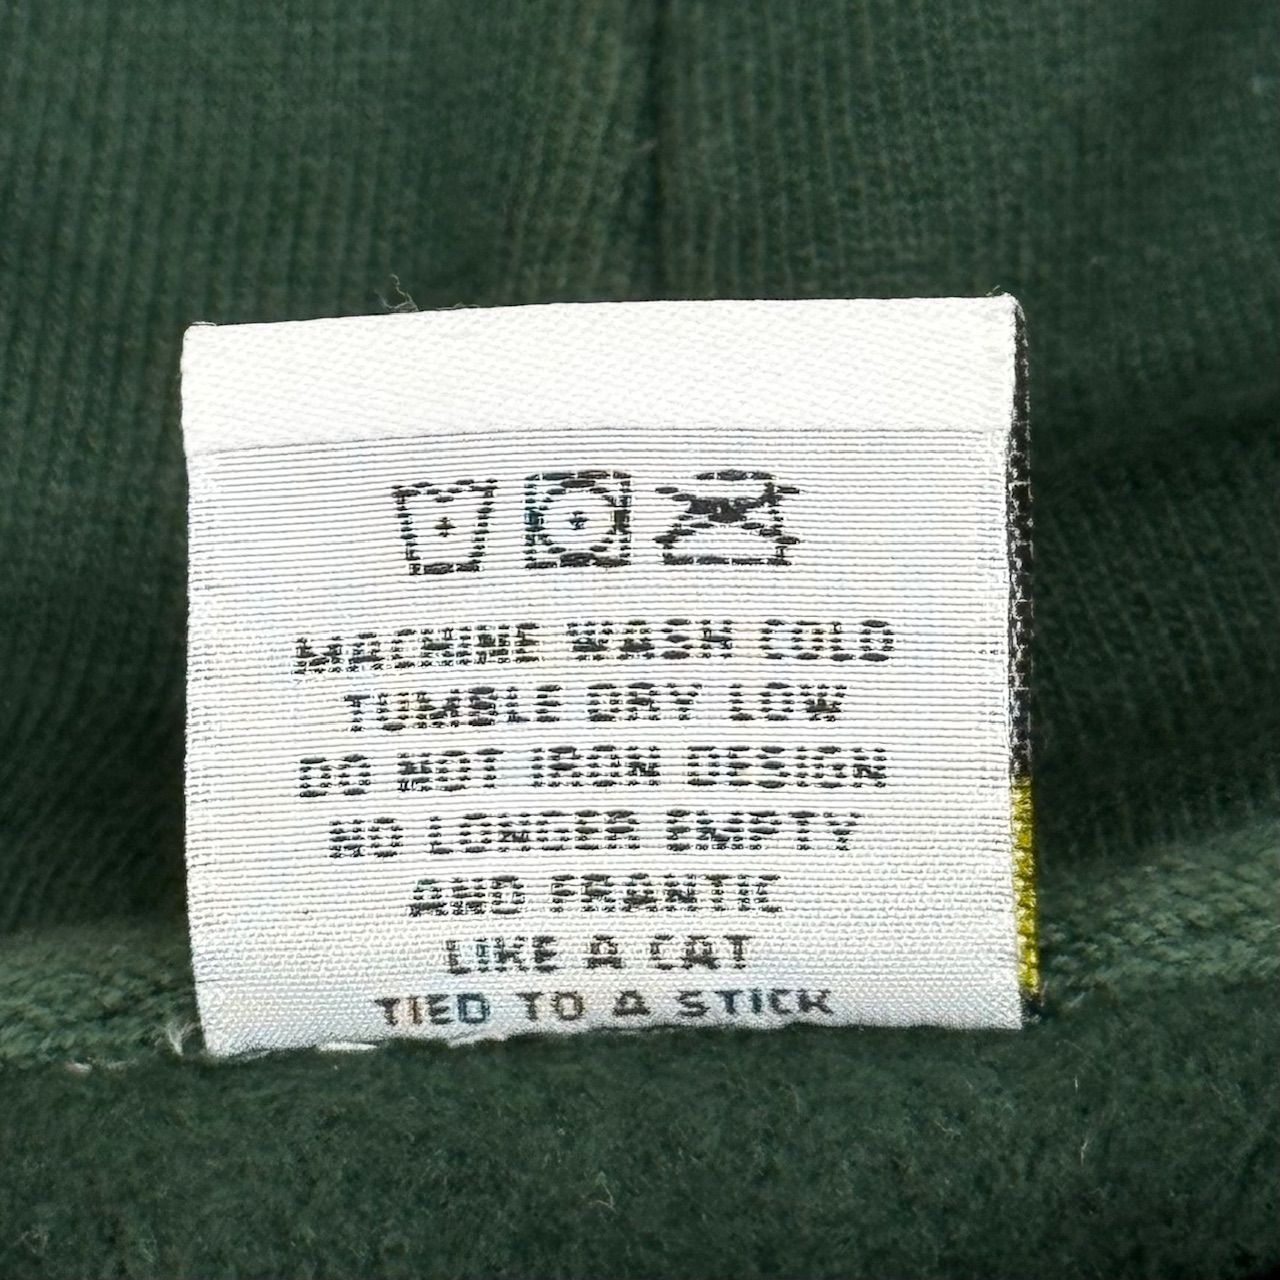 MACHINE WASH COLD
TUMBLE DRY LOW
DO NOT IRON DESIGN
NO LONGER EMPTY
AND FRANTIC
LIKE A CAT
TIED TO A STICK